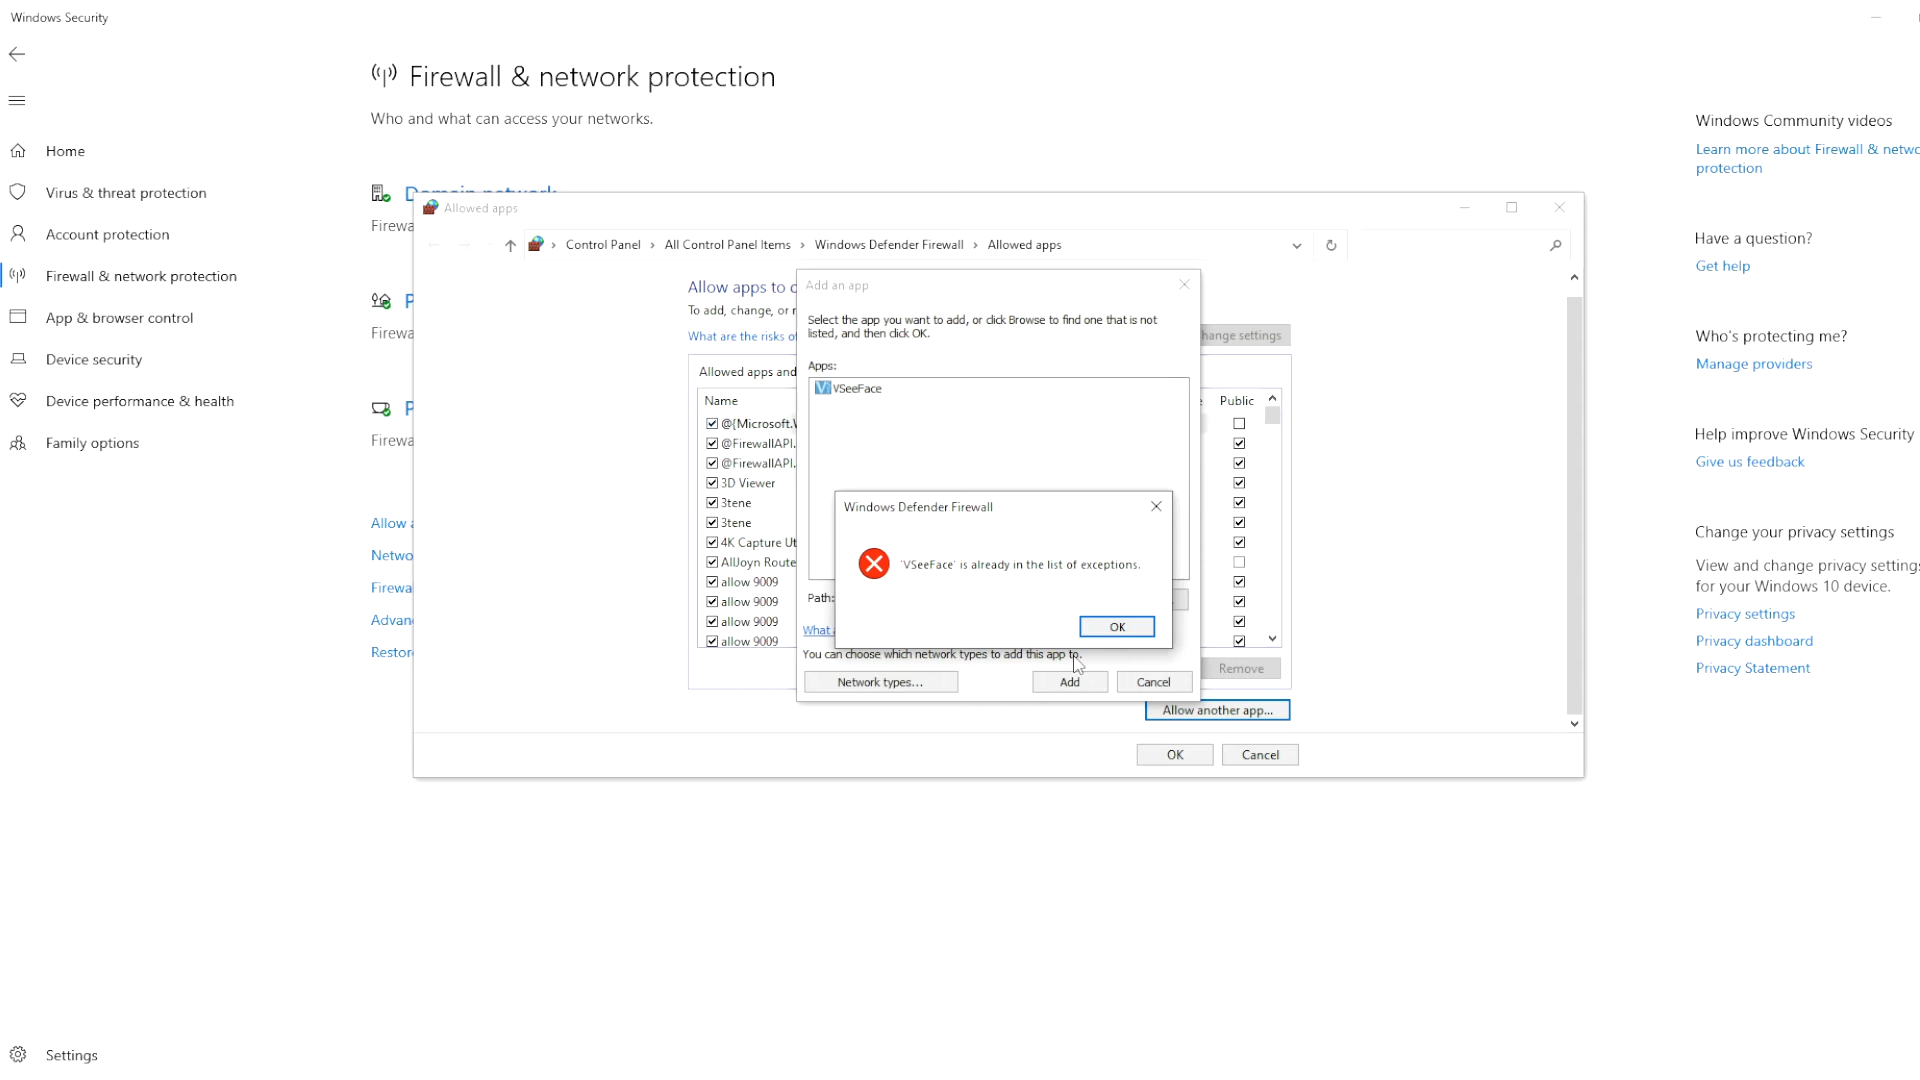 Windows Security
Firewall & network protection
Who and what can access your networks.
Home
Virus & threat protection
Account protection
Firewall & network protection
App & browser control
Device security
Device performance & health
Family options
Settings
Domain network
Firewa
P
Firewa
P
Firewa
Allow a
Netwo
Firewa
Advan
Restor
Allowed apps
Control Panel › All Control Panel Items › Windows Defender Firewall › Allowed apps
Allow apps to c
To add, change, or r
What are the risks of
hange settings
Allowed apps and
Name
Public
@{Microsoft.W
@FirewallAPI.
@FirewallAPI.
3D Viewer
3tene
3tene
4K Capture Ut
AllJoyn Route
allow 9009
allow 9009
allow 9009
allow 9009
Remove
Allow another app...
OK
Cancel
Add an app
Select the app you want to add, or click Browse to find one that is not
listed, and then click OK.
Apps:
VSeeFace
Path:
What a
You can choose which network types to add this app to.
Network types...
Add
Cancel
Windows Defender Firewall
'VSeeFace' is already in the list of exceptions.
OK
Windows Community videos
Learn more about Firewall & netwo
protection
Have a question?
Get help
Who's protecting me?
Manage providers
Help improve Windows Security
Give us feedback
Change your privacy settings
View and change privacy settings
for your Windows 10 device.
Privacy settings
Privacy dashboard
Privacy Statement